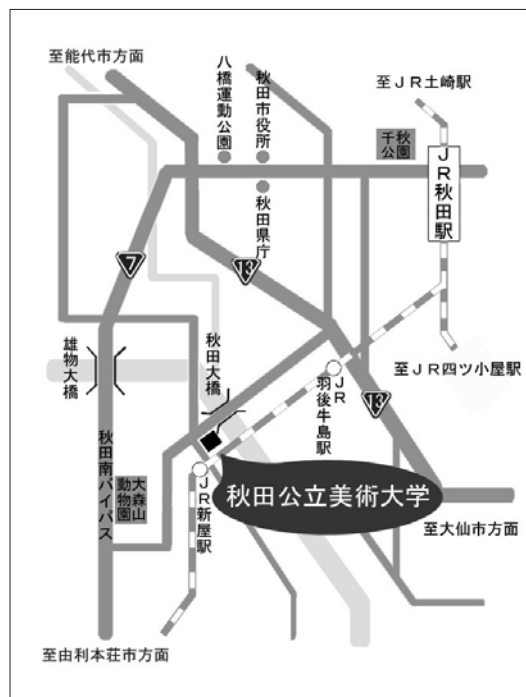 至能代市方面
八橋運動公園
秋田市役所
至ＪＲ土崎駅
千秋
公園
ＪＲ秋田駅
秋田県庁
7
13
雄物大橋
秋田大橋
ＪＲ
羽後牛島駅
至ＪＲ四ツ小屋駅
13
秋田南バイパス
大森山
動物園
ＪＲ新屋駅
秋田公立美術大学
至大仙市方面
至由利本荘市方面